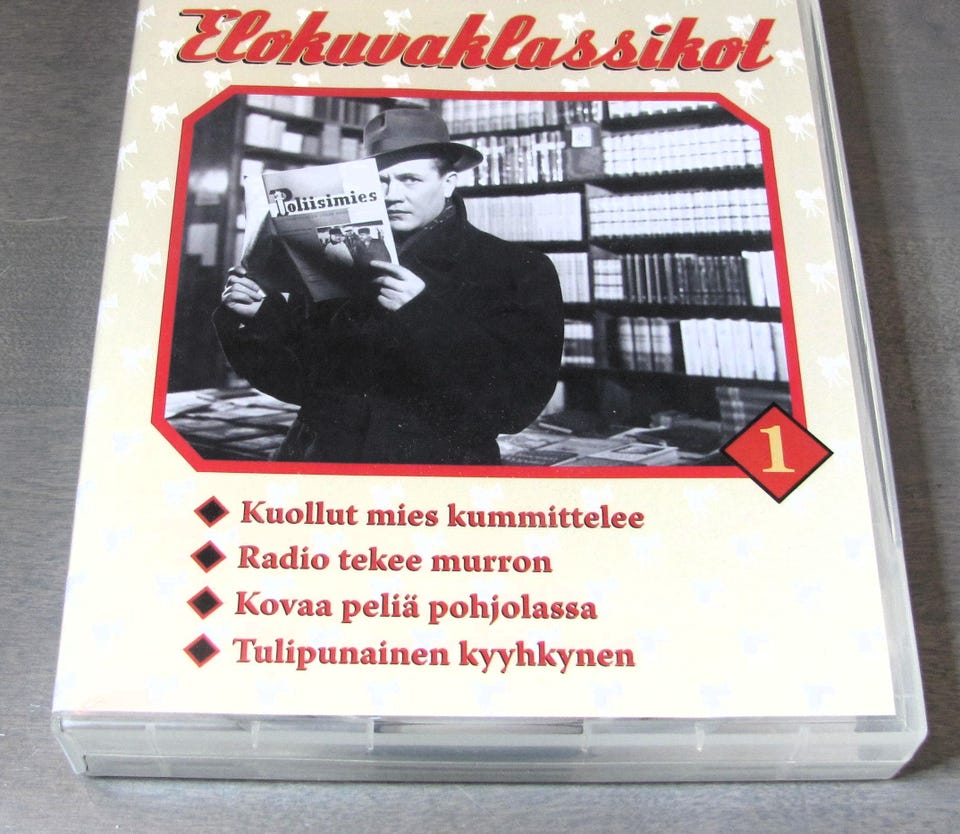 Elokuvaklassikot
Poliisimies
1
Kuollut mies kummittelee
Radio tekee murron
Kovaa peliä pohjolassa
Tulipunainen kyyhkynen